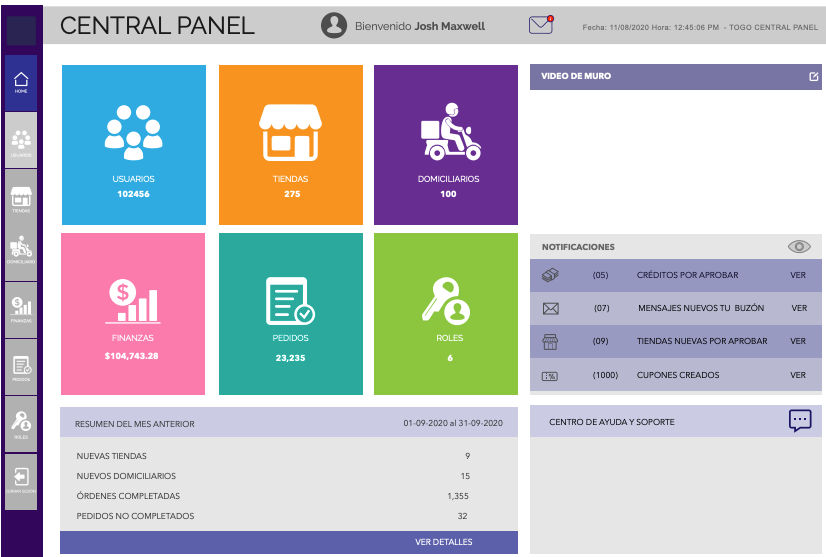 CENTRAL PANEL
Bienvenido Josh Maxwell
Fecha: 11/08/2020 Hora: 12:45:06 PM - TOGO CENTRAL PANEL
HOME
USUARIOS
TIENDAS
DOMICILIARIOS
FINANZAS
PEDIDOS
ROLES
CERRAR SESIÓN
USUARIOS
102456
TIENDAS
275
DOMICILIARIOS
100
FINANZAS
$104,743.28
PEDIDOS
23,235
ROLES
6
VIDEO DE MURO
NOTIFICACIONES
(05) CRÉDITOS POR APROBAR VER
(07) MENSAJES NUEVOS TU BUZÓN VER
(09) TIENDAS NUEVAS POR APROBAR VER
(1000) CUPONES CREADOS VER
RESUMEN DEL MES ANTERIOR 01-09-2020 al 31-09-2020
NUEVAS TIENDAS 9
NUEVOS DOMICILIARIOS 15
ÓRDENES COMPLETADAS 1,355
PEDIDOS NO COMPLETADOS 32
VER DETALLES
CENTRO DE AYUDA Y SOPORTE